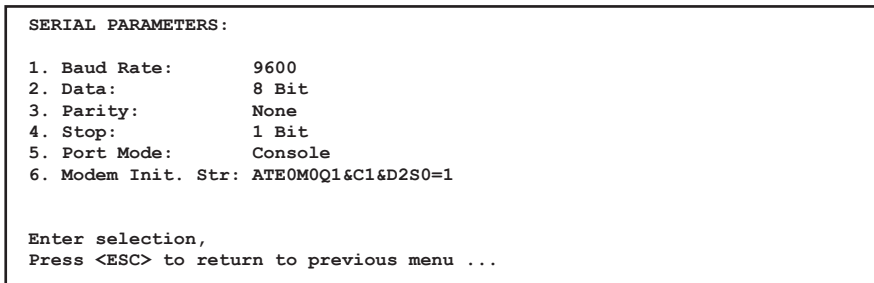 SERIAL PARAMETERS:
1. Baud Rate: 9600
2. Data: 8 Bit
3. Parity: None
4. Stop: 1 Bit
5. Port Mode: Console
6. Modem Init. Str: ATE0M0Q1&C1&D2S0=1
Enter selection,
Press <ESC> to return to previous menu ...